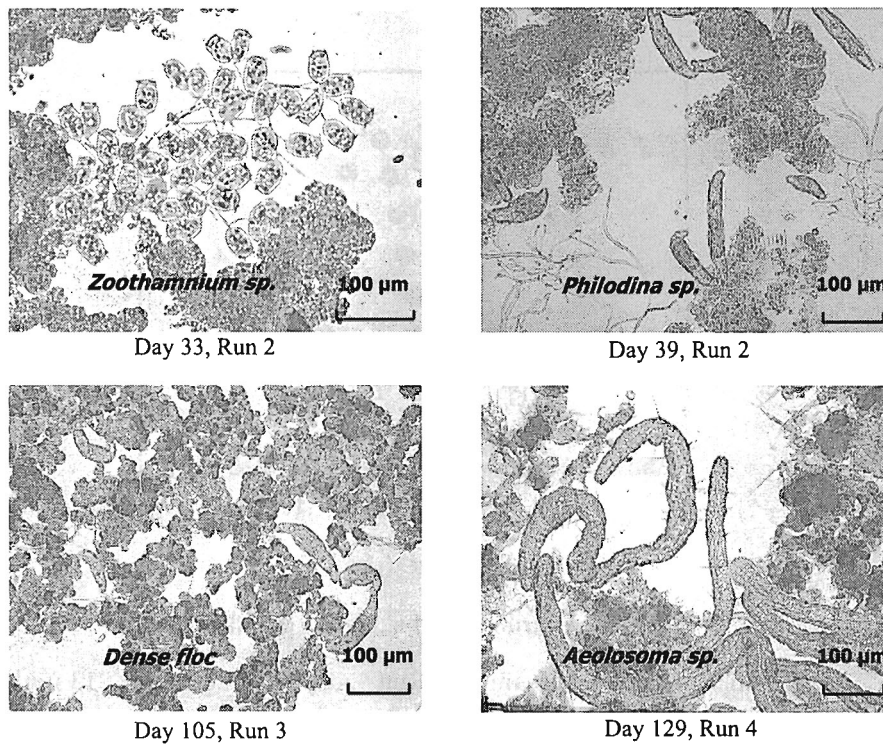 Zoothamnium sp.
100 µm
Day 33, Run 2
Philodina sp.
100 µm
Day 39, Run 2
Dense floc
100 µm
Day 105, Run 3
Aeolosoma sp.
100 µm
Day 129, Run 4